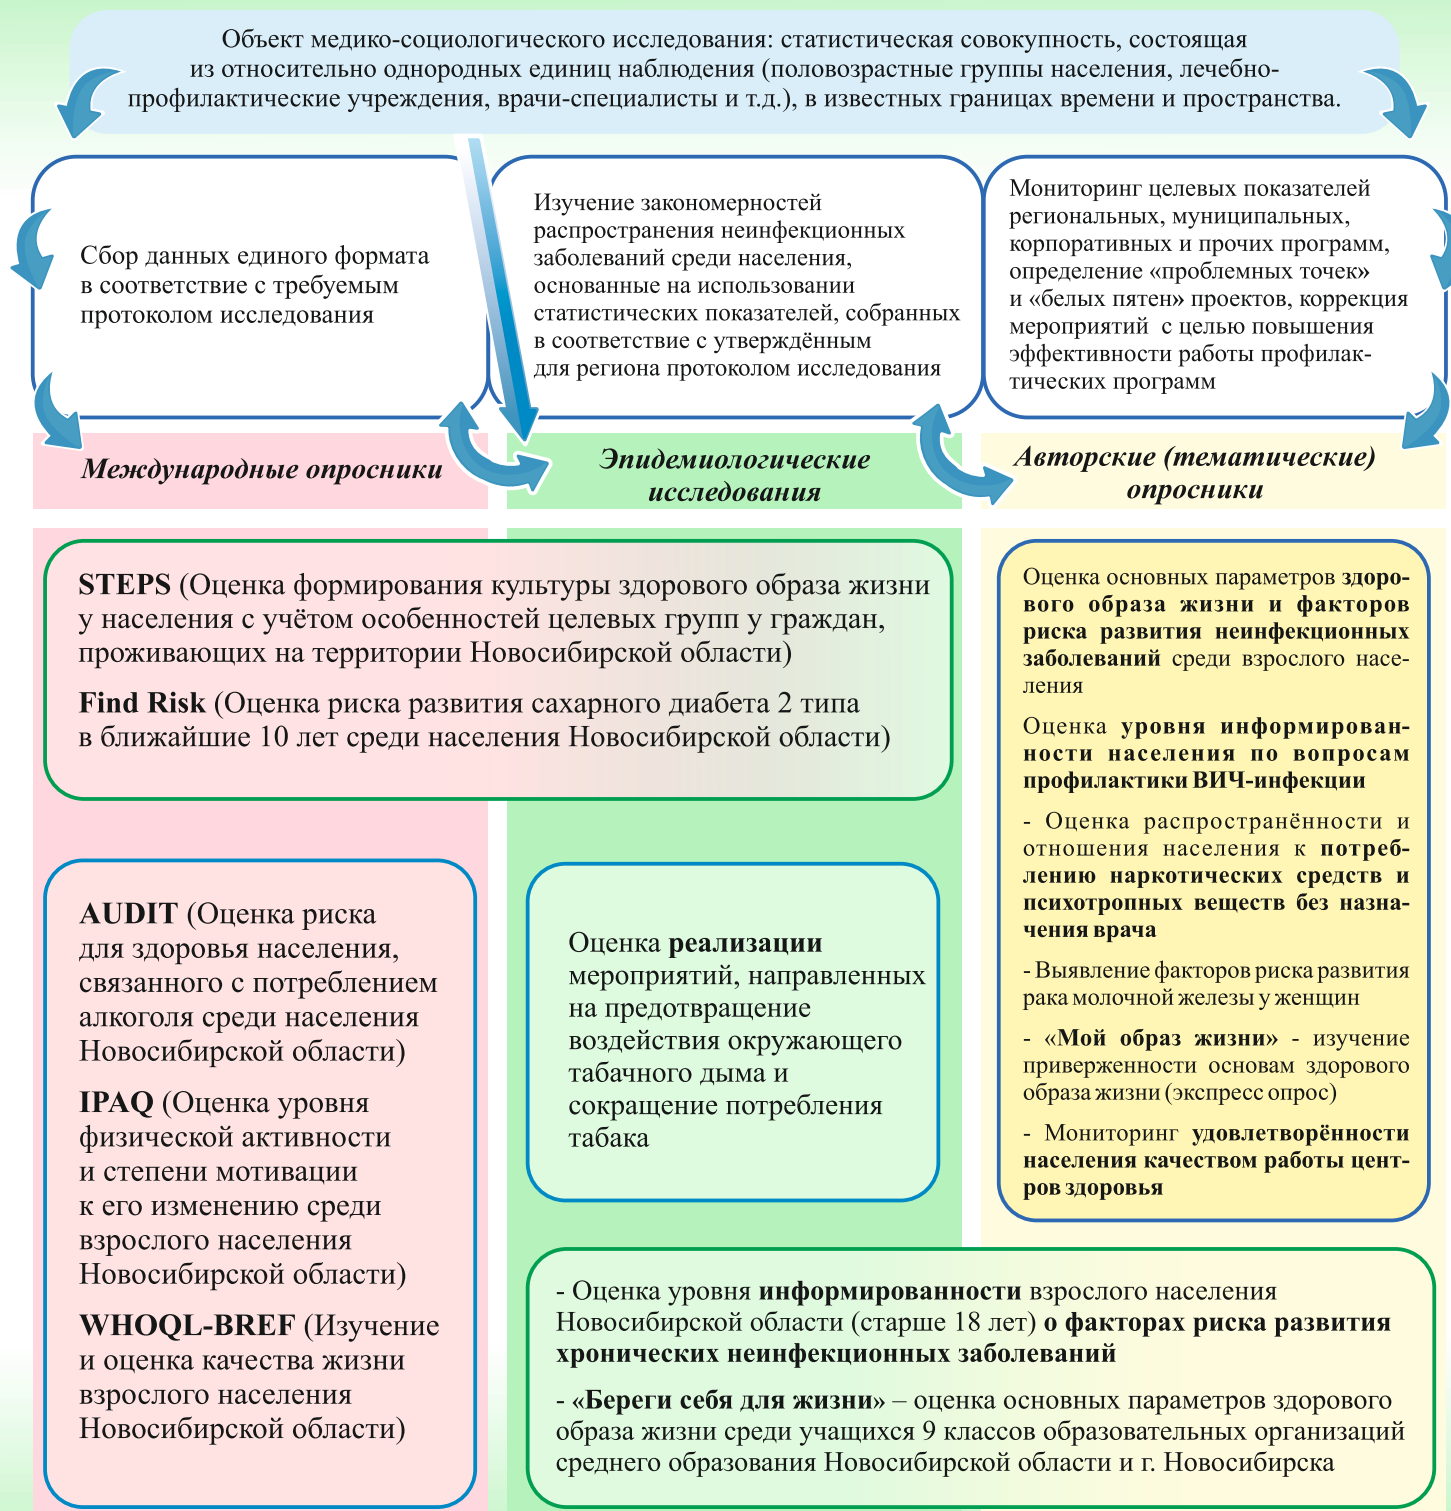 Объект медико-социологического исследования: статистическая совокупность, состоящая
из относительно однородных единиц наблюдения (половозрастные группы населения, лечебно-
профилактические учреждения, врачи-специалисты и т.д.), в известных границах времени и пространства.
Сбор данных единого формата
в соответствие с требуемым
протоколом исследования
Изучение закономерностей
распространения неинфекционных
заболеваний среди населения,
основанные на использовании
статистических показателей, собранных
в соответствие с утверждённым
для региона протоколом исследования
Мониторинг целевых показателей
региональных, муниципальных,
корпоративных и прочих программ,
определение «проблемных точек»
и «белых пятен» проектов, коррекция
мероприятий с целью повышения
эффективности работы профилак-
тических программ
Международные опросники
Эпидемиологические
исследования
Авторские (тематические)
опросники
STEPS (Оценка формирования культуры здорового образа жизни
у населения с учётом особенностей целевых групп у граждан,
проживающих на территории Новосибирской области)
Find Risk (Оценка риска развития сахарного диабета 2 типа
в ближайшие 10 лет среди населения Новосибирской области)
AUDIT (Оценка риска
для здоровья населения,
связанного с потреблением
алкоголя среди населения
Новосибирской области)
IPAQ (Оценка уровня
физической активности
и степени мотивации
к его изменению среди
взрослого населения
Новосибирской области)
WHOQL-BREF (Изучение
и оценка качества жизни
взрослого населения
Новосибирской области)
Оценка реализации
мероприятий, направленных
на предотвращение
воздействия окружающего
табачного дыма и
сокращение потребления
табака
Оценка основных параметров здоро-
вого образа жизни и факторов
риска развития неинфекционных
заболеваний среди взрослого насе-
ления
Оценка уровня информирован-
ности населения по вопросам
профилактики ВИЧ-инфекции
- Оценка распространённости и
отношения населения к потреб-
лению наркотических средств и
психотропных веществ без назна-
чения врача
- Выявление факторов риска развития
рака молочной железы у женщин
- «Мой образ жизни» - изучение
приверженности основам здорового
образа жизни (экспресс опрос)
- Мониторинг удовлетворённости
населения качеством работы цент-
ров здоровья
- Оценка уровня информированности взрослого населения
Новосибирской области (старше 18 лет) о факторах риска развития
хронических неинфекционных заболеваний
- «Береги себя для жизни» – оценка основных параметров здорового
образа жизни среди учащихся 9 классов образовательных организаций
среднего образования Новосибирской области и г. Новосибирска